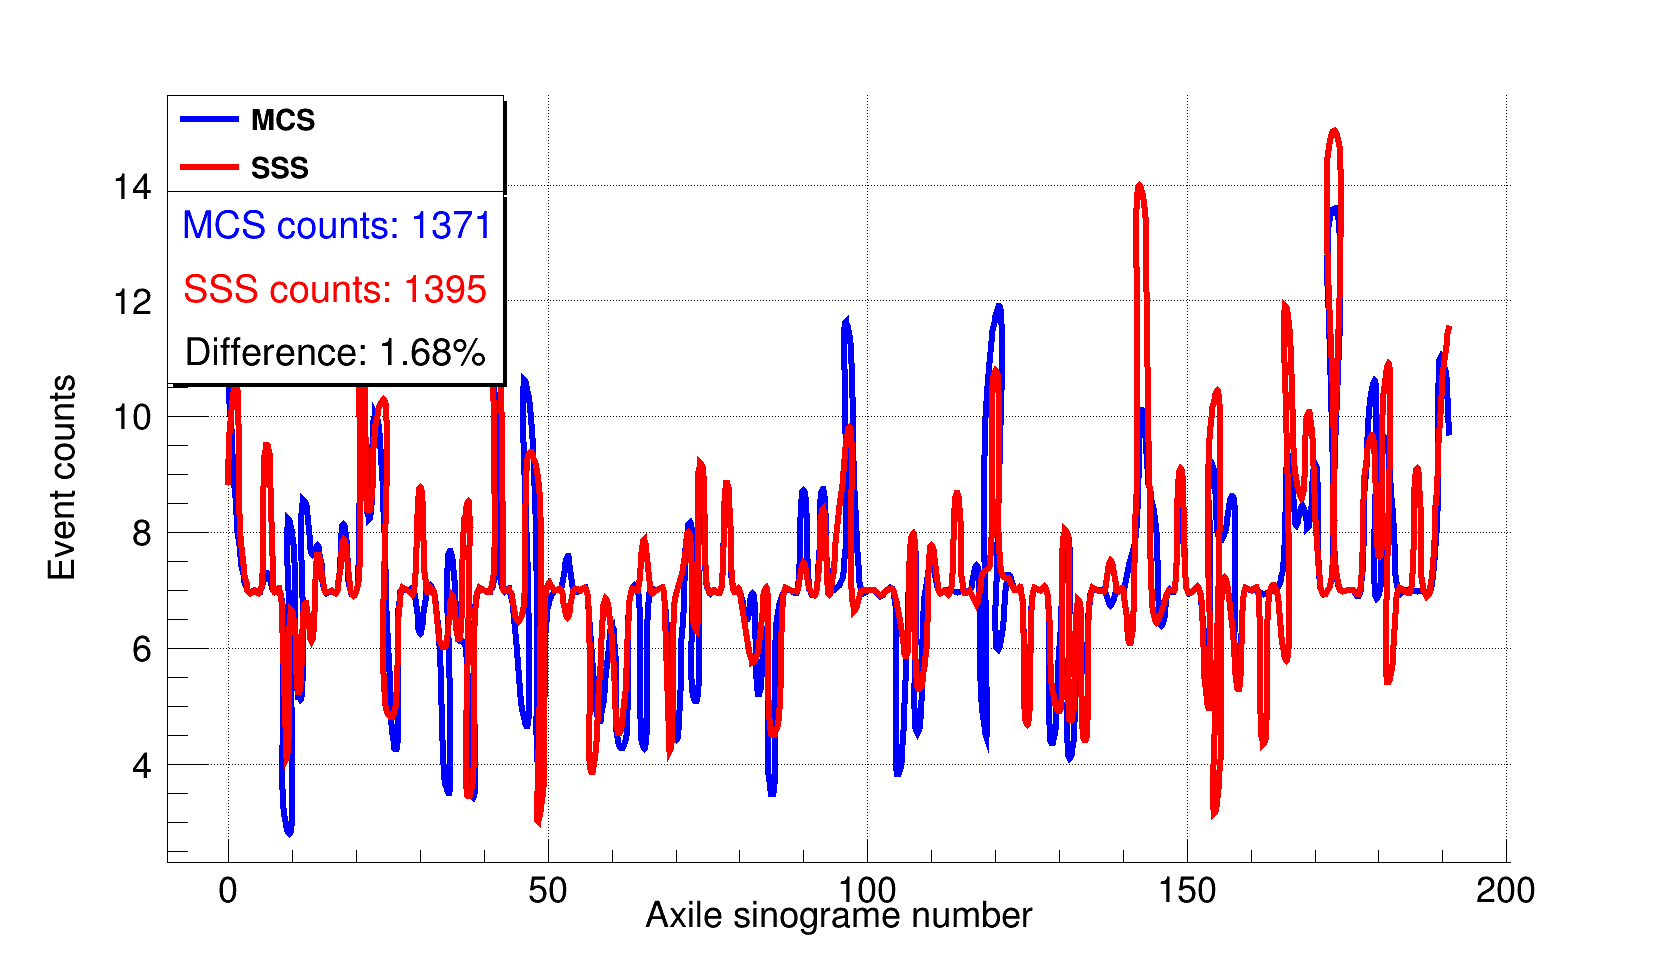 MCS
SSS
MCS counts: 1371
SSS counts: 1395
Difference: 1.68%
14
12
10
8
6
4
Event counts
0 50 100 150 200
Axile sinograme number